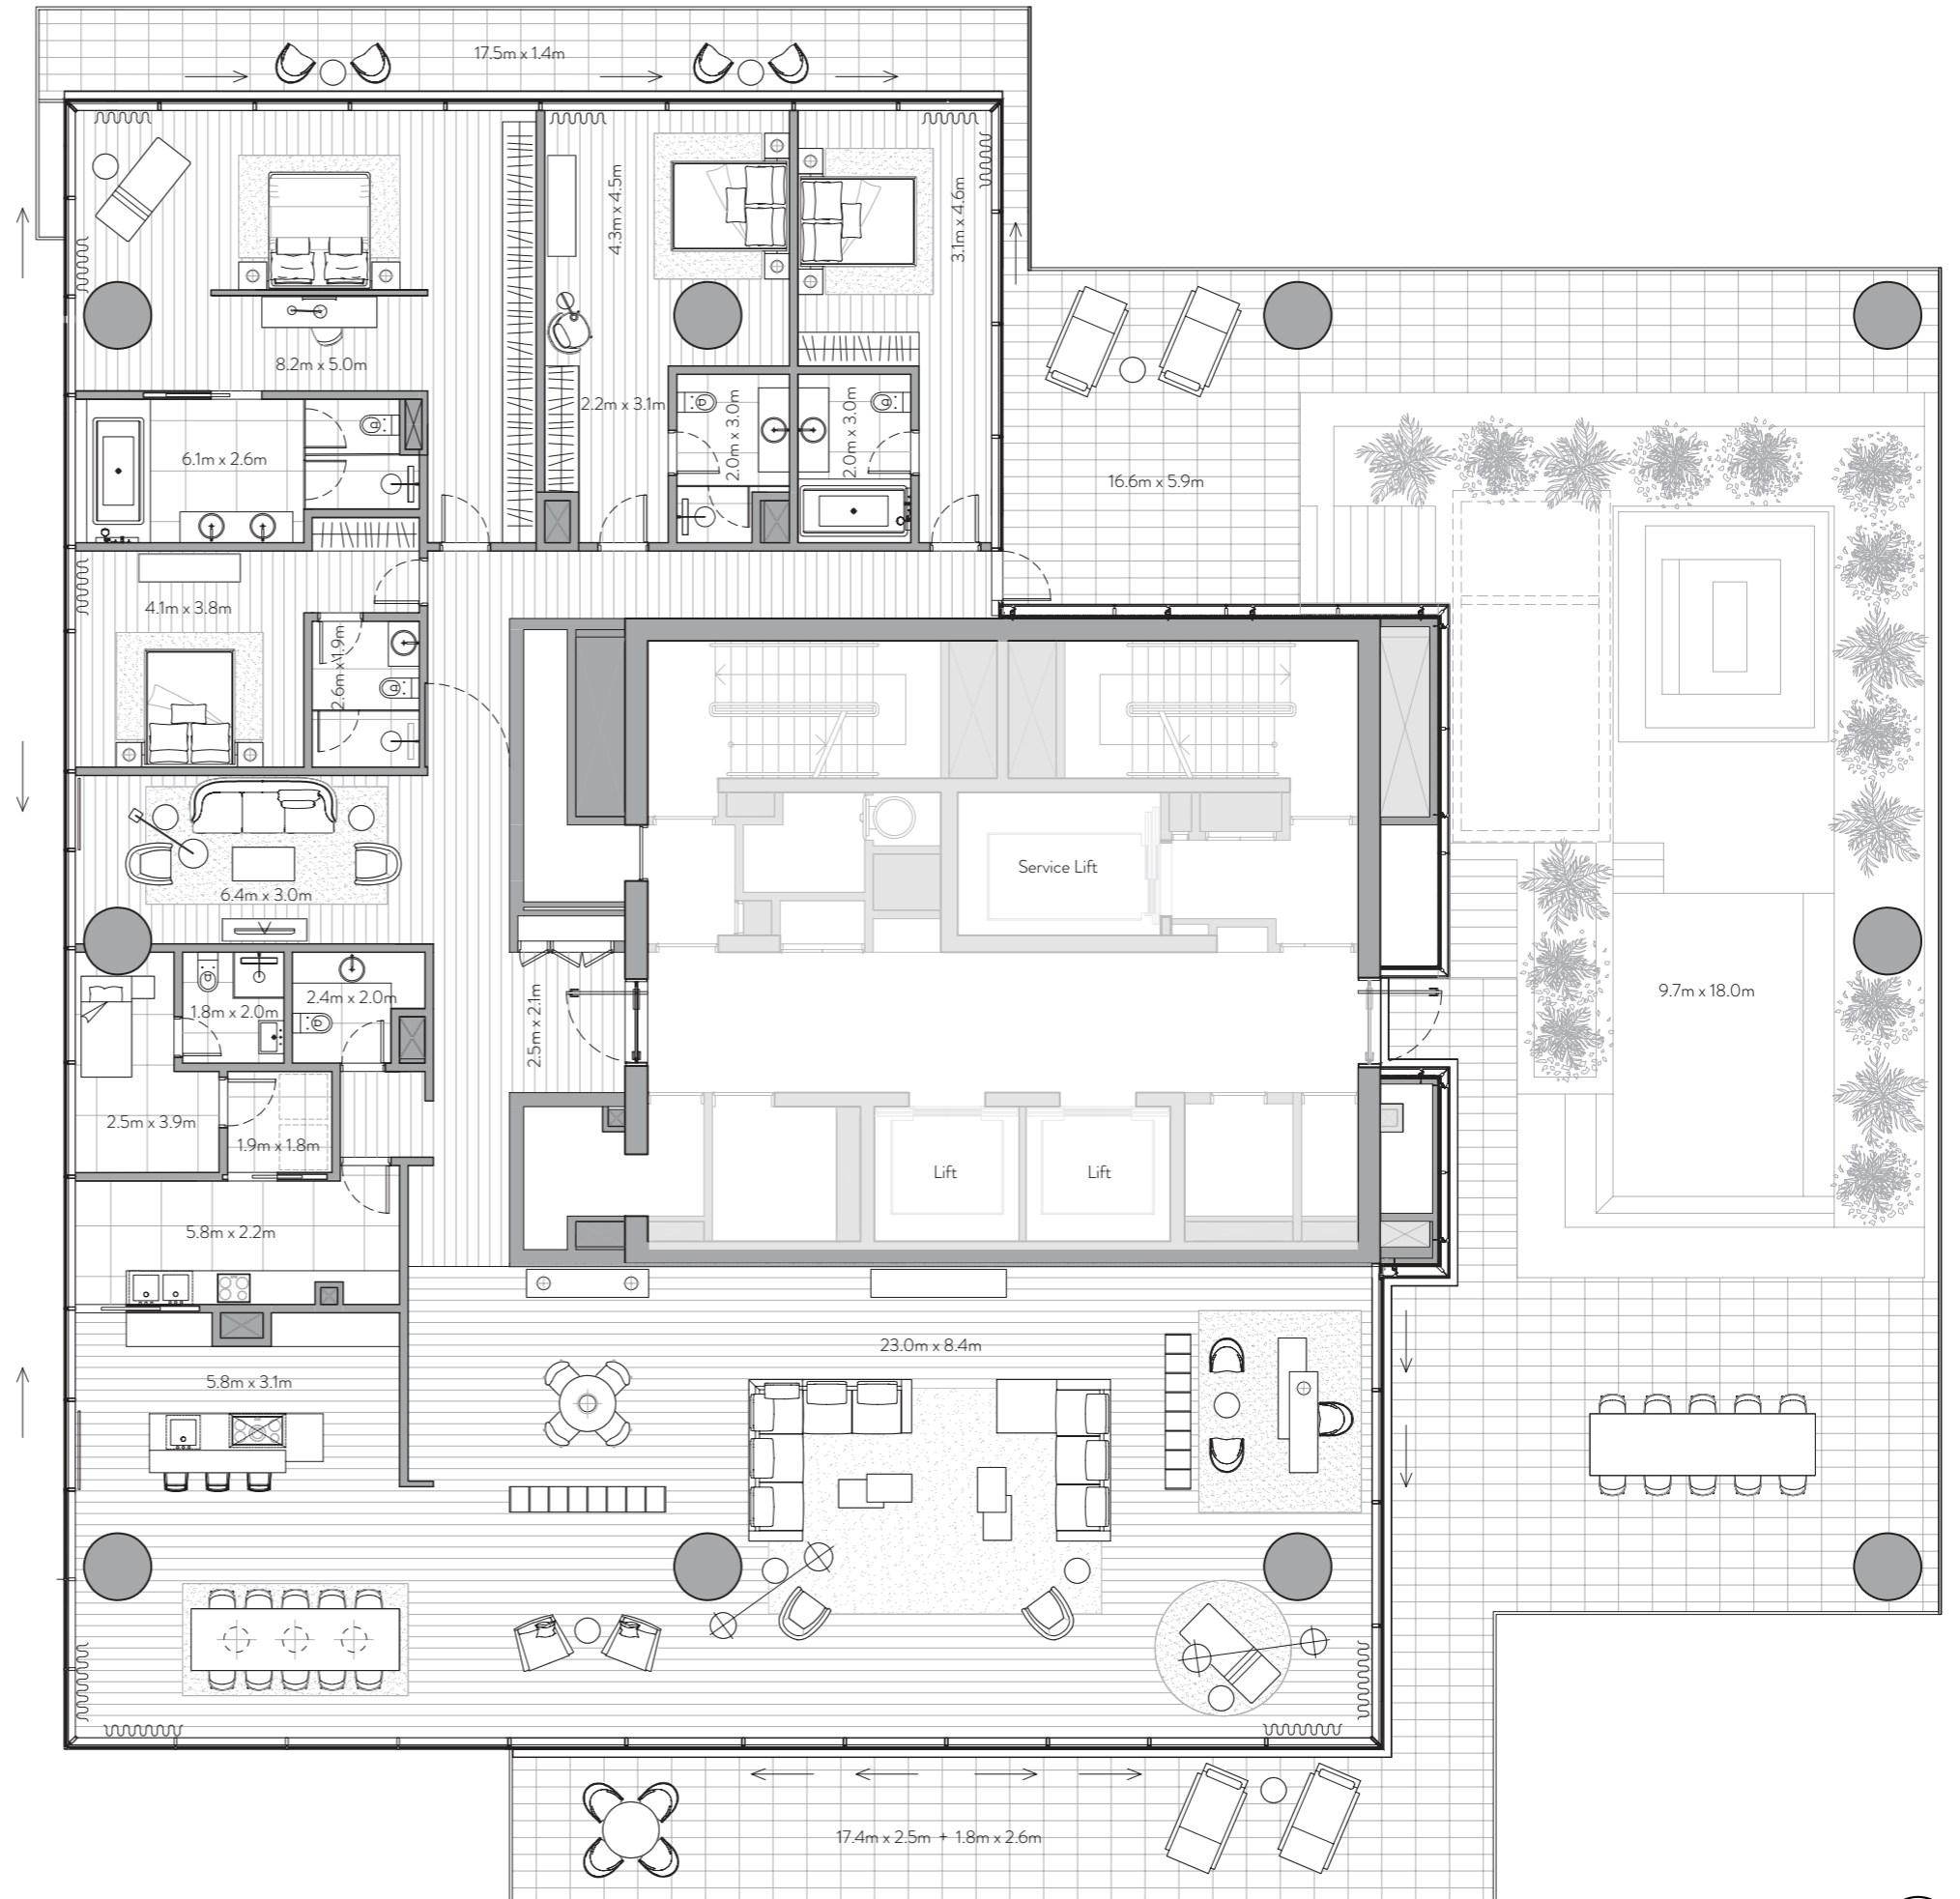 17.5m x 1.4m
4.3m x 4.5m
3.1m x 4.6m
8.2m x 5.0m
2.2m x 3.1m
2.0m x 3.0m
2.0m x 3.0m
6.1m x 2.6m
16.6m x 5.9m
4.1m x 3.8m
2.6m x 1.9m
Service Lift
6.4m x 3.0m
9.7m x 18.0m
2.4m x 2.0m
1.8m x 2.0m
2.5m x 2.1m
2.5m x 3.9m
1.9m x 1.8m
Lift
Lift
5.8m x 2.2m
23.0m x 8.4m
5.8m x 3.1m
17.4m x 2.5m + 1.8m x 2.6m